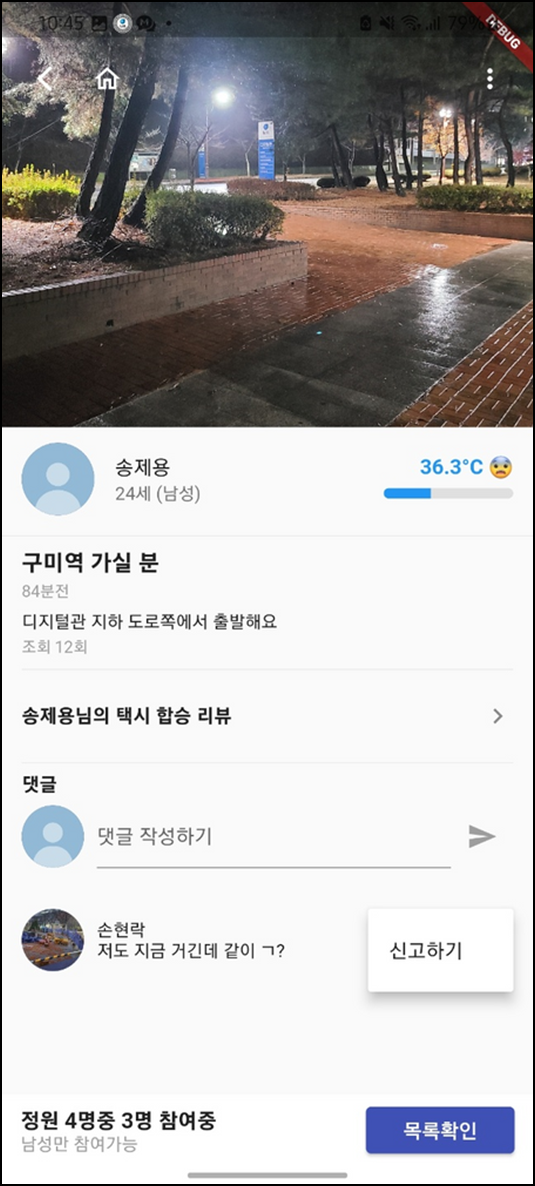 10:45
79%
DEBUG
송제용
36.3°C
24세 (남성)
구미역 가실 분
84분전
디지털관 지하 도로쪽에서 출발해요
조회 12회
송제용님의 택시 합승 리뷰
댓글
댓글 작성하기
손현락
저도 지금 거긴데 같이 ㄱ?
신고하기
정원 4명중 3명 참여중
남성만 참여가능
목록확인